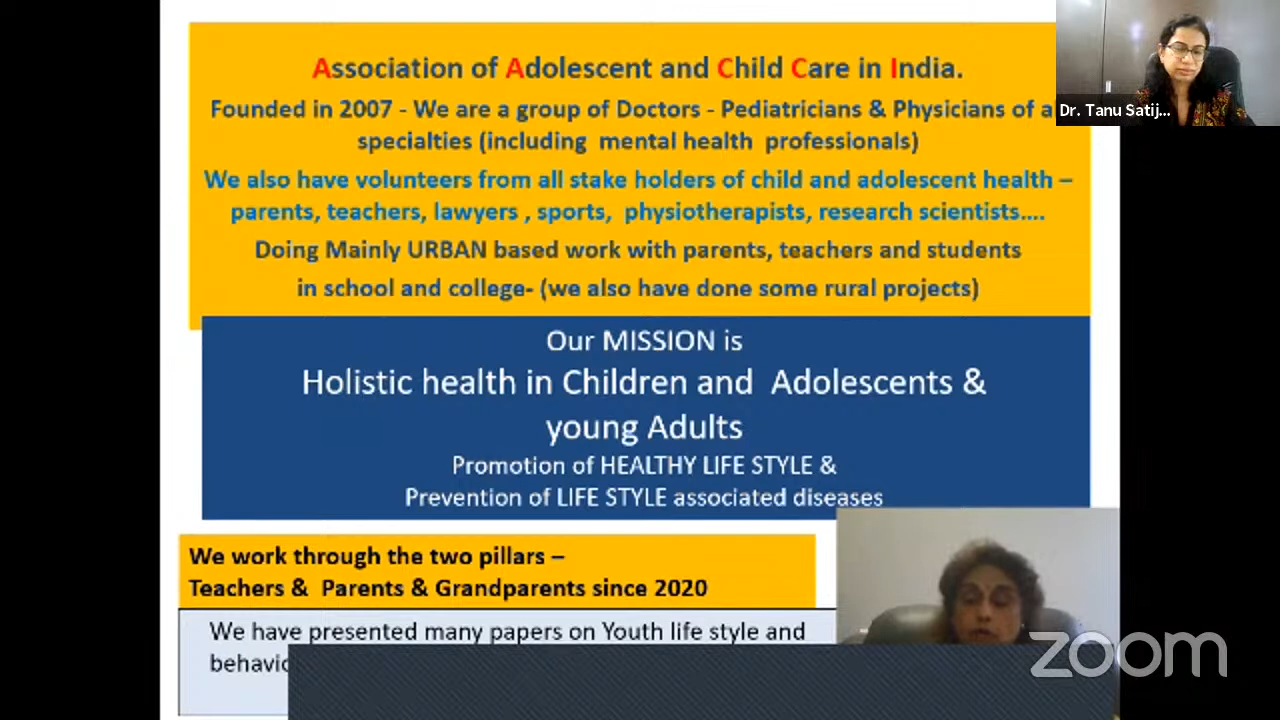 Association of Adolescent and Child Care in India.
Founded in 2007 - We are a group of Doctors - Pediatricians & Physicians of a
specialties (including mental health professionals)
We also have volunteers from all stake holders of child and adolescent health –
parents, teachers, lawyers , sports, physiotherapists, research scientists....
Doing Mainly URBAN based work with parents, teachers and students
in school and college- (we also have done some rural projects)
Our MISSION is
Holistic health in Children and Adolescents &
young Adults
Promotion of HEALTHY LIFE STYLE &
Prevention of LIFE STYLE associated diseases
We work through the two pillars –
Teachers & Parents & Grandparents since 2020
We have presented many papers on Youth life style and
behavio
Dr. Tanu Satij...
zoom